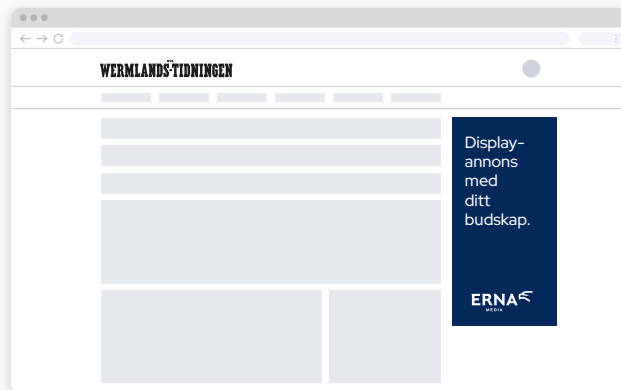 WERMLANDS-TIDNINGEN
Display-
annons
med
ditt
budskap.
ERNA
MEDIA